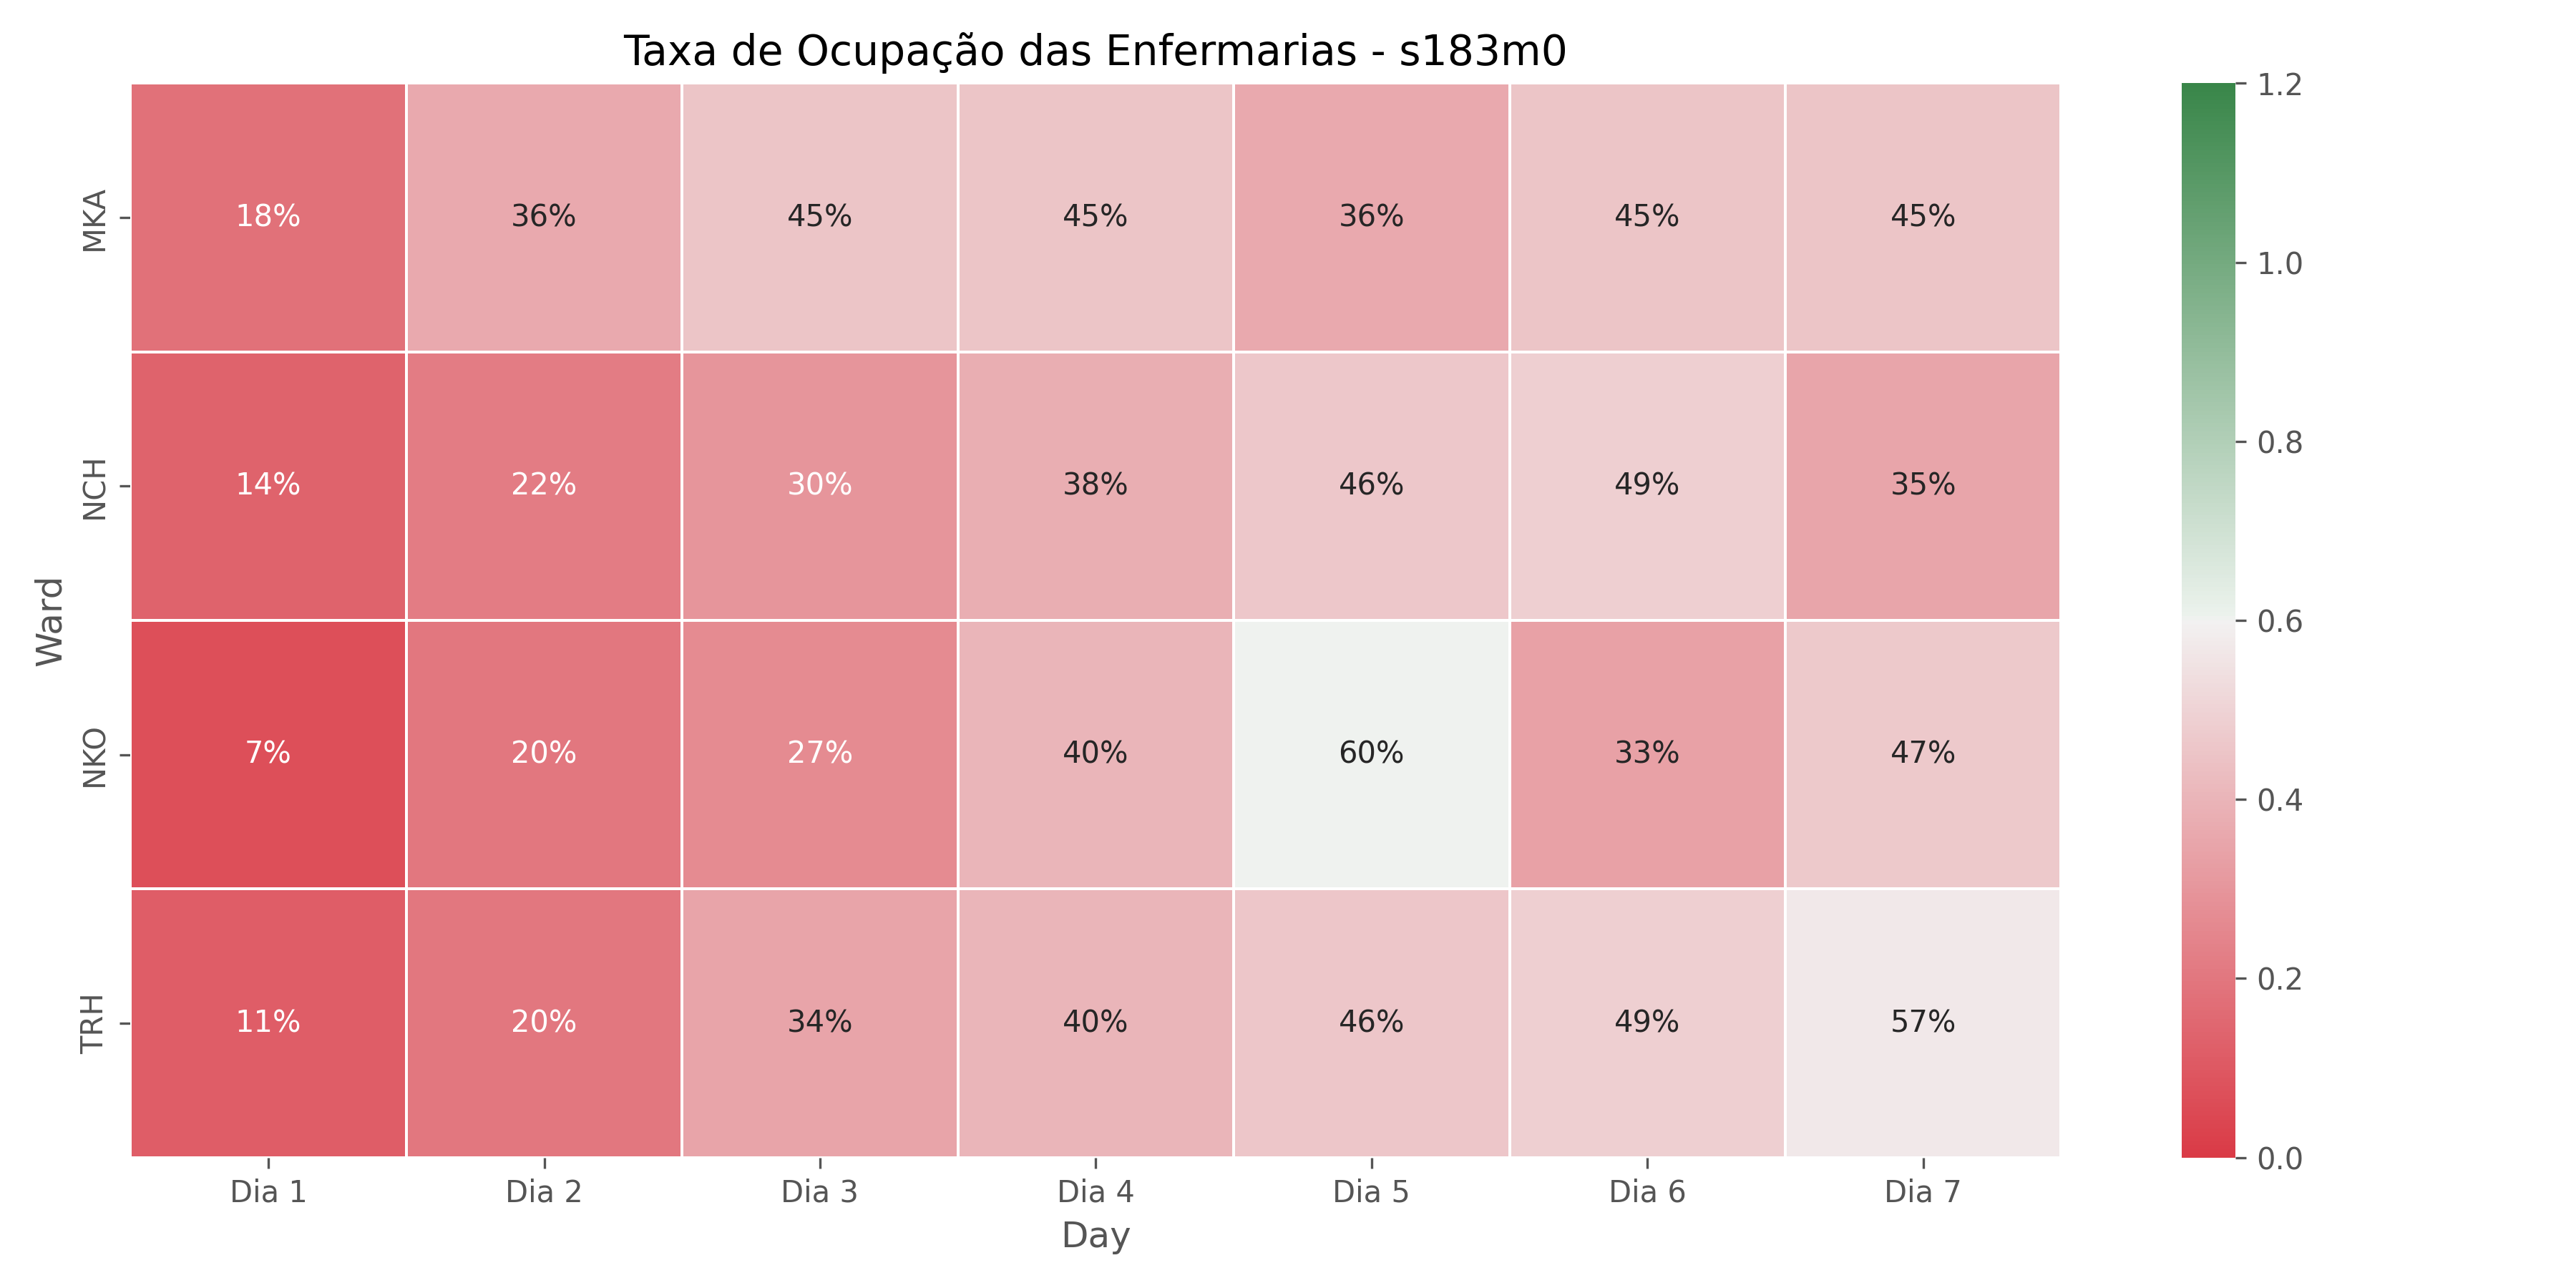 Taxa de Ocupação das Enfermarias - s183m0
Ward
MKA 18% 36% 45% 45% 36% 45% 45%
NCH 14% 22% 30% 38% 46% 49% 35%
NKO 7% 20% 27% 40% 60% 33% 47%
TRH 11% 20% 34% 40% 46% 49% 57%
Dia 1 Dia 2 Dia 3 Dia 4 Dia 5 Dia 6 Dia 7
Day
1.2
1.0
0.8
0.6
0.4
0.2
0.0